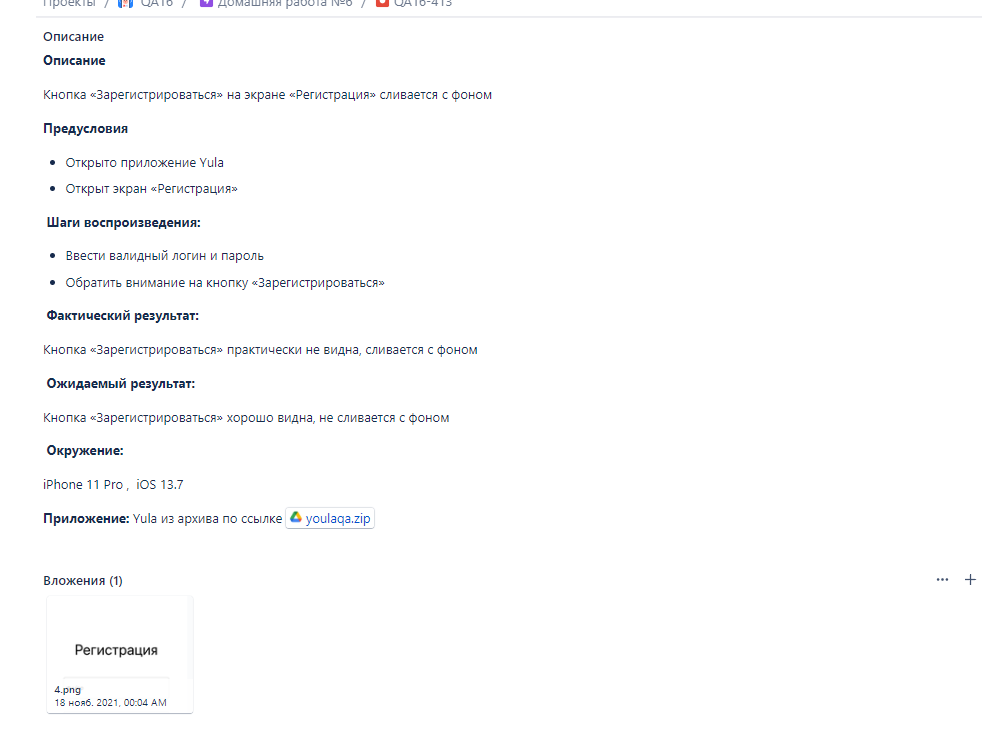 Проекты / QA16 / Домашняя работа №6 / QA16-413
Описание
Описание
Кнопка «Зарегистрироваться» на экране «Регистрация» сливается с фоном
Предусловия
• Открыто приложение Yula
• Открыт экран «Регистрация»
Шаги воспроизведения:
• Ввести валидный логин и пароль
• Обратить внимание на кнопку «Зарегистрироваться»
Фактический результат:
Кнопка «Зарегистрироваться» практически не видна, сливается с фоном
Ожидаемый результат:
Кнопка «Зарегистрироваться» хорошо видна, не сливается с фоном
Окружение:
iPhone 11 Pro , iOS 13.7
Приложение: Yula из архива по ссылке youlaqa.zip
Вложения (1)
Регистрация
4.png
18 нояб. 2021, 00:04 AM